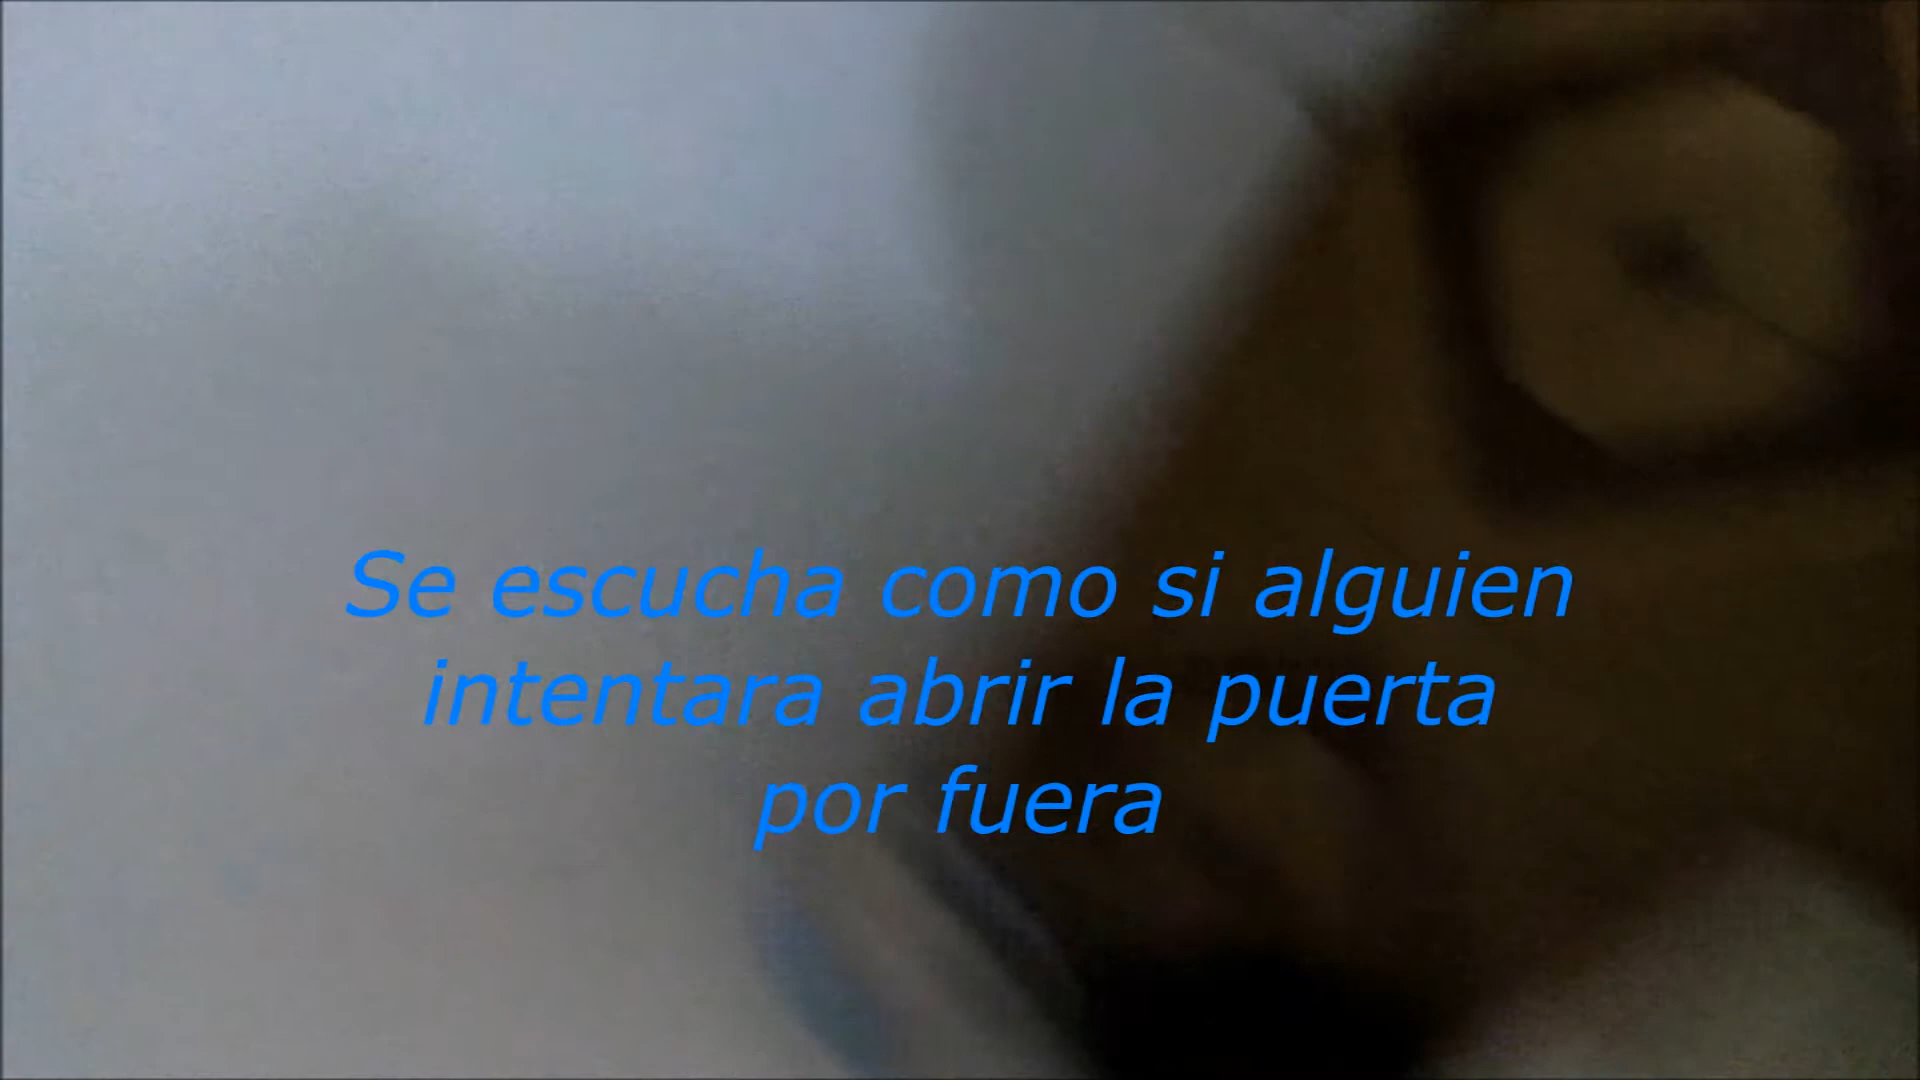 Se escucha como si alguien
intentara abrir la puerta
por fuera